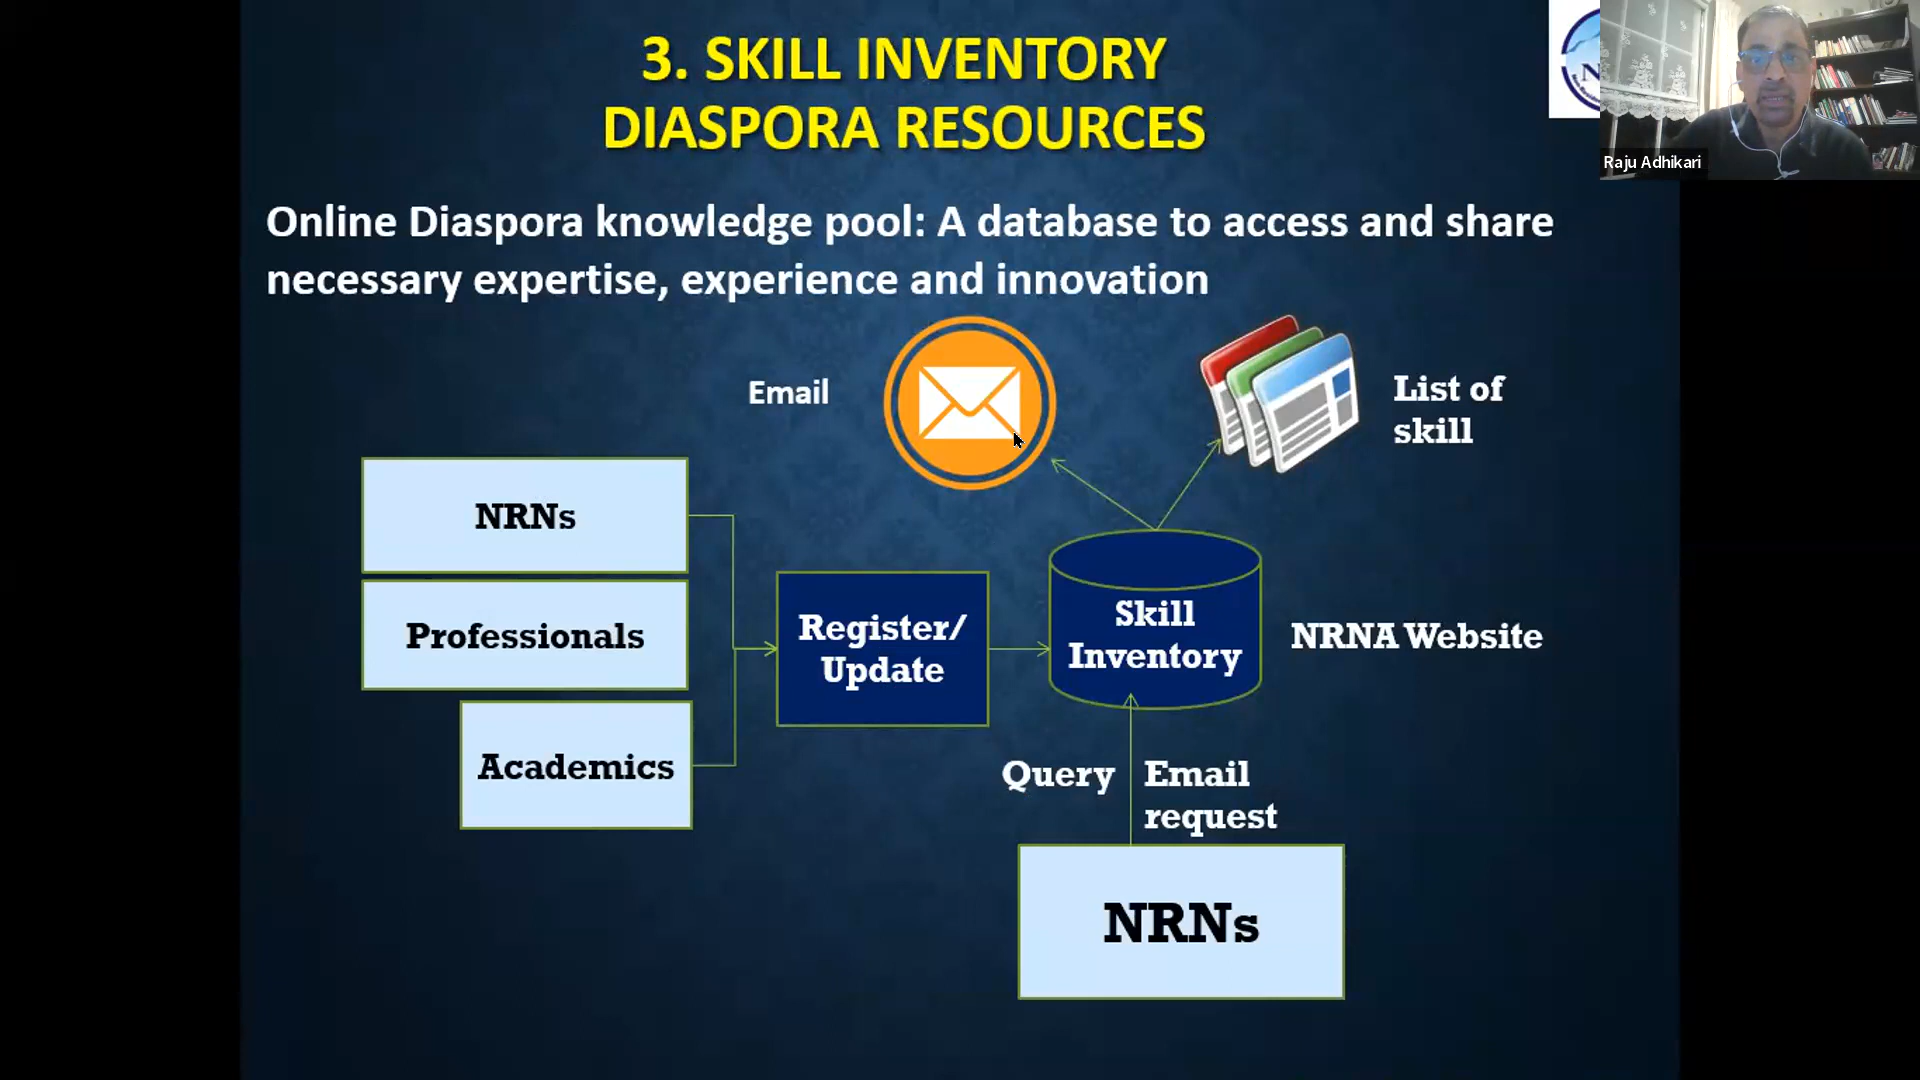 3. SKILL INVENTORY
DIASPORA RESOURCES
Raju Adhikari
Online Diaspora knowledge pool: A database to access and share
necessary expertise, experience and innovation
Email
List of
skill
NRNs
Professionals
Academics
Register/
Update
Skill
Inventory
NRNA Website
Query
Email
request
NRNs